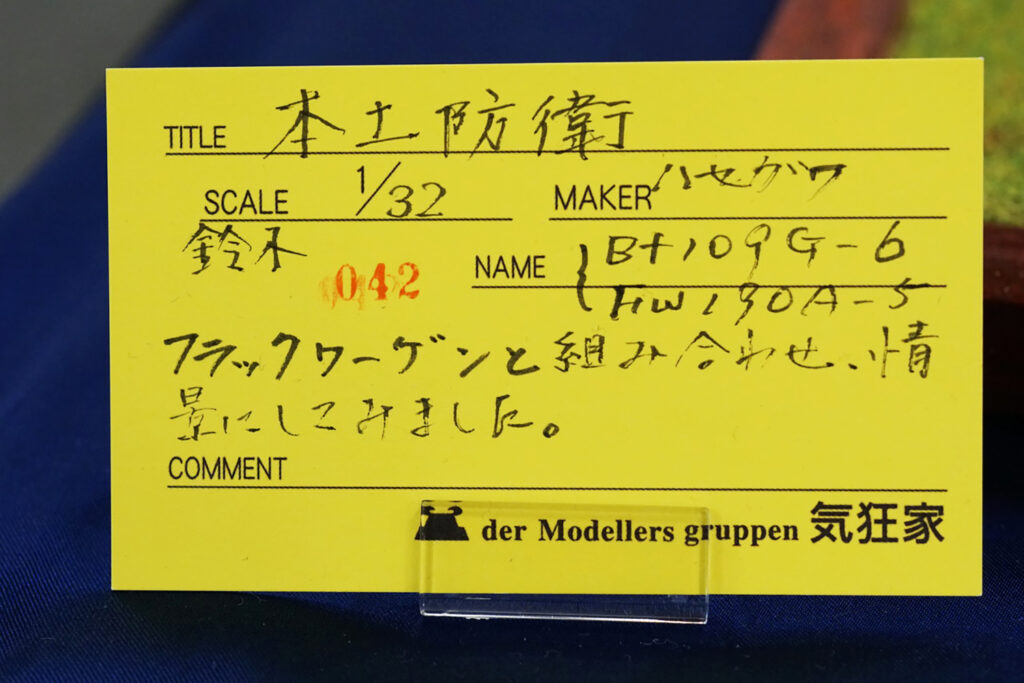 TITLE 本土防衛
SCALE 1/32 MAKER ハセガワ
鈴木 042 NAME Bf109G-6
FW190A-5
フラックワーゲンと組み合わせ、情
景にしてみました。
COMMENT
der Modellers gruppen 気狂家